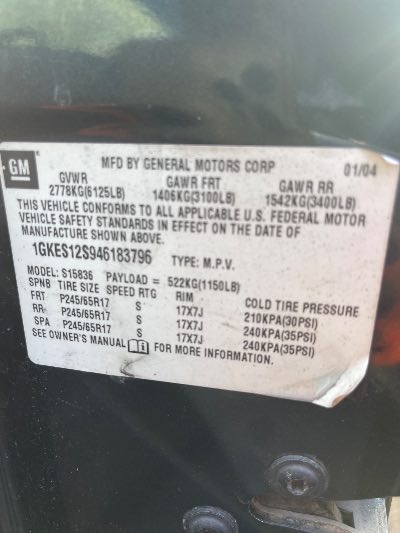 GM MFD BY GENERAL MOTORS CORP 01/04
GVWR GAWR FRT GAWR RR
2778KG(6125LB) 1406KG(3100LB) 1542KG(3400LB)
THIS VEHICLE CONFORMS TO ALL APPLICABLE U.S. FEDERAL MOTOR
VEHICLE SAFETY STANDARDS IN EFFECT ON THE DATE OF
MANUFACTURE SHOWN ABOVE.
1GKES12S946183796 TYPE: M.P.V.
MODEL: S15836 PAYLOAD = 522KG(1150LB)
SPNB TIRE SIZE SPEED RTG RIM COLD TIRE PRESSURE
FRT P245/65R17 S 17X7J 210KPA(30PSI)
RR- P245/65R17 S 17X7J 240KPA(35PSI)
SPA P245/65R17 S 17X7J 240KPA(35PSI)
SEE OWNER'S MANUAL FOR MORE INFORMATION.